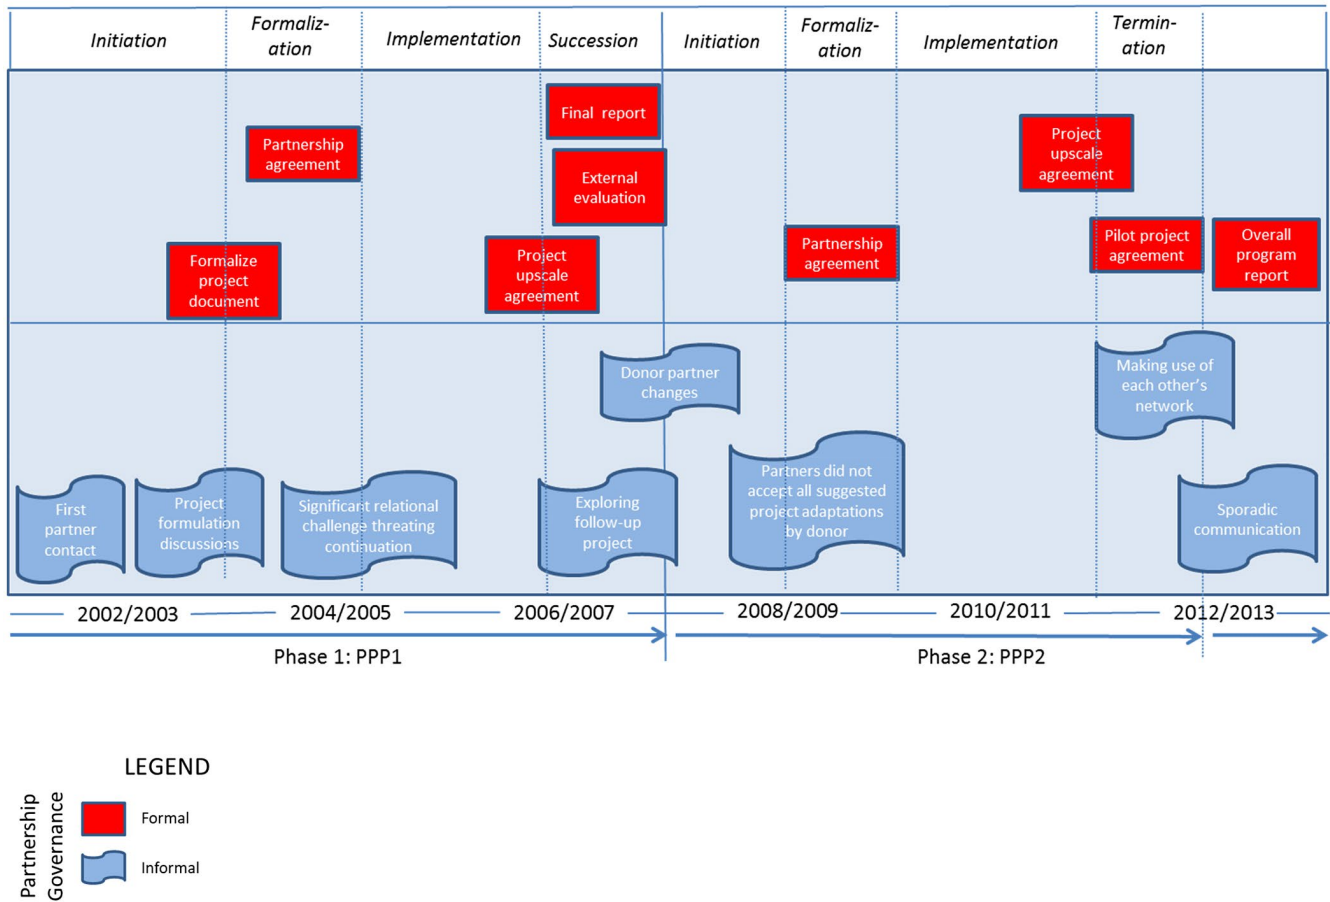 Initiation
Formaliz-
ation
Implementation
Succession
Initiation
Formaliz-
ation
Implementation
Termin-
ation
Final report
Partnership
agreement
External
evaluation
Formalize
project
document
Project
upscale
agreement
Project
upscale
agreement
Partnership
agreement
Pilot project
agreement
Overall
program
report
Donor partner
changes
Making use of
each other's
network
First
partner
contact
Project
formulation
discussions
Significant relational
challenge threating
continuation
Exploring
follow-up
project
Partners did not
accept all suggested
project adaptations
by donor
Sporadic
communication
2002/2003
2004/2005
2006/2007
2008/2009
2010/2011
2012/2013
Phase 1: PPP1
Phase 2: PPP2
LEGEND
Partnership
Governance
Formal
Informal